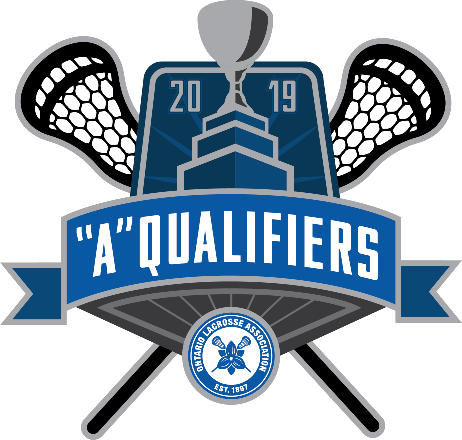 20 19
"A" QUALIFIERS
ONTARIO LACROSSE ASSOCIATION
EST. 1897